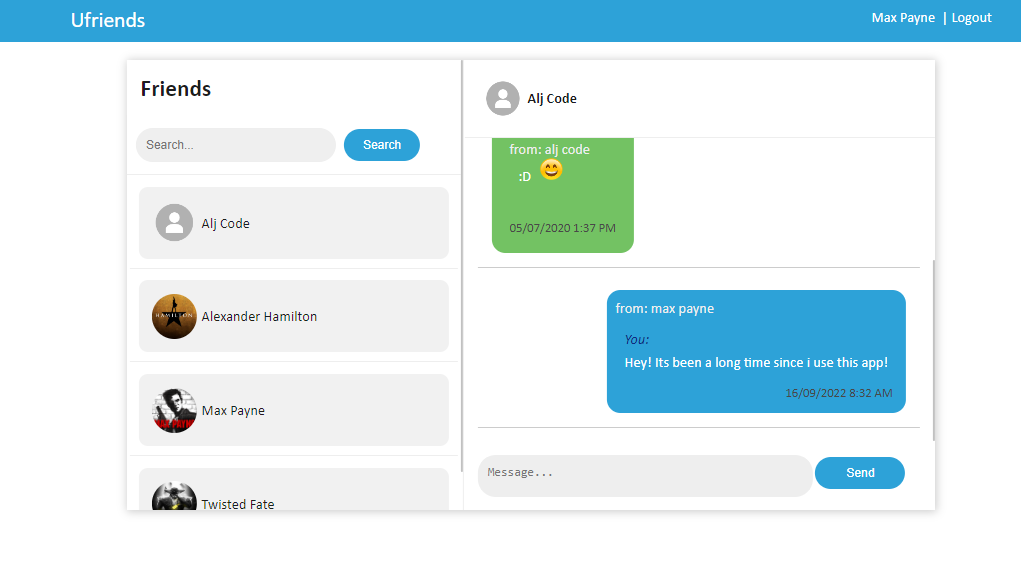 Ufriends
Max Payne | Logout
Friends
Search...
Search
Alj Code
HAMILTON
Alexander Hamilton
MAX PAYNE
Max Payne
Twisted Fate
Alj Code
from: alj code
:D 😄
05/07/2020 1:37 PM
from: max payne
You:
Hey! Its been a long time since i use this app!
16/09/2022 8:32 AM
Message...
Send